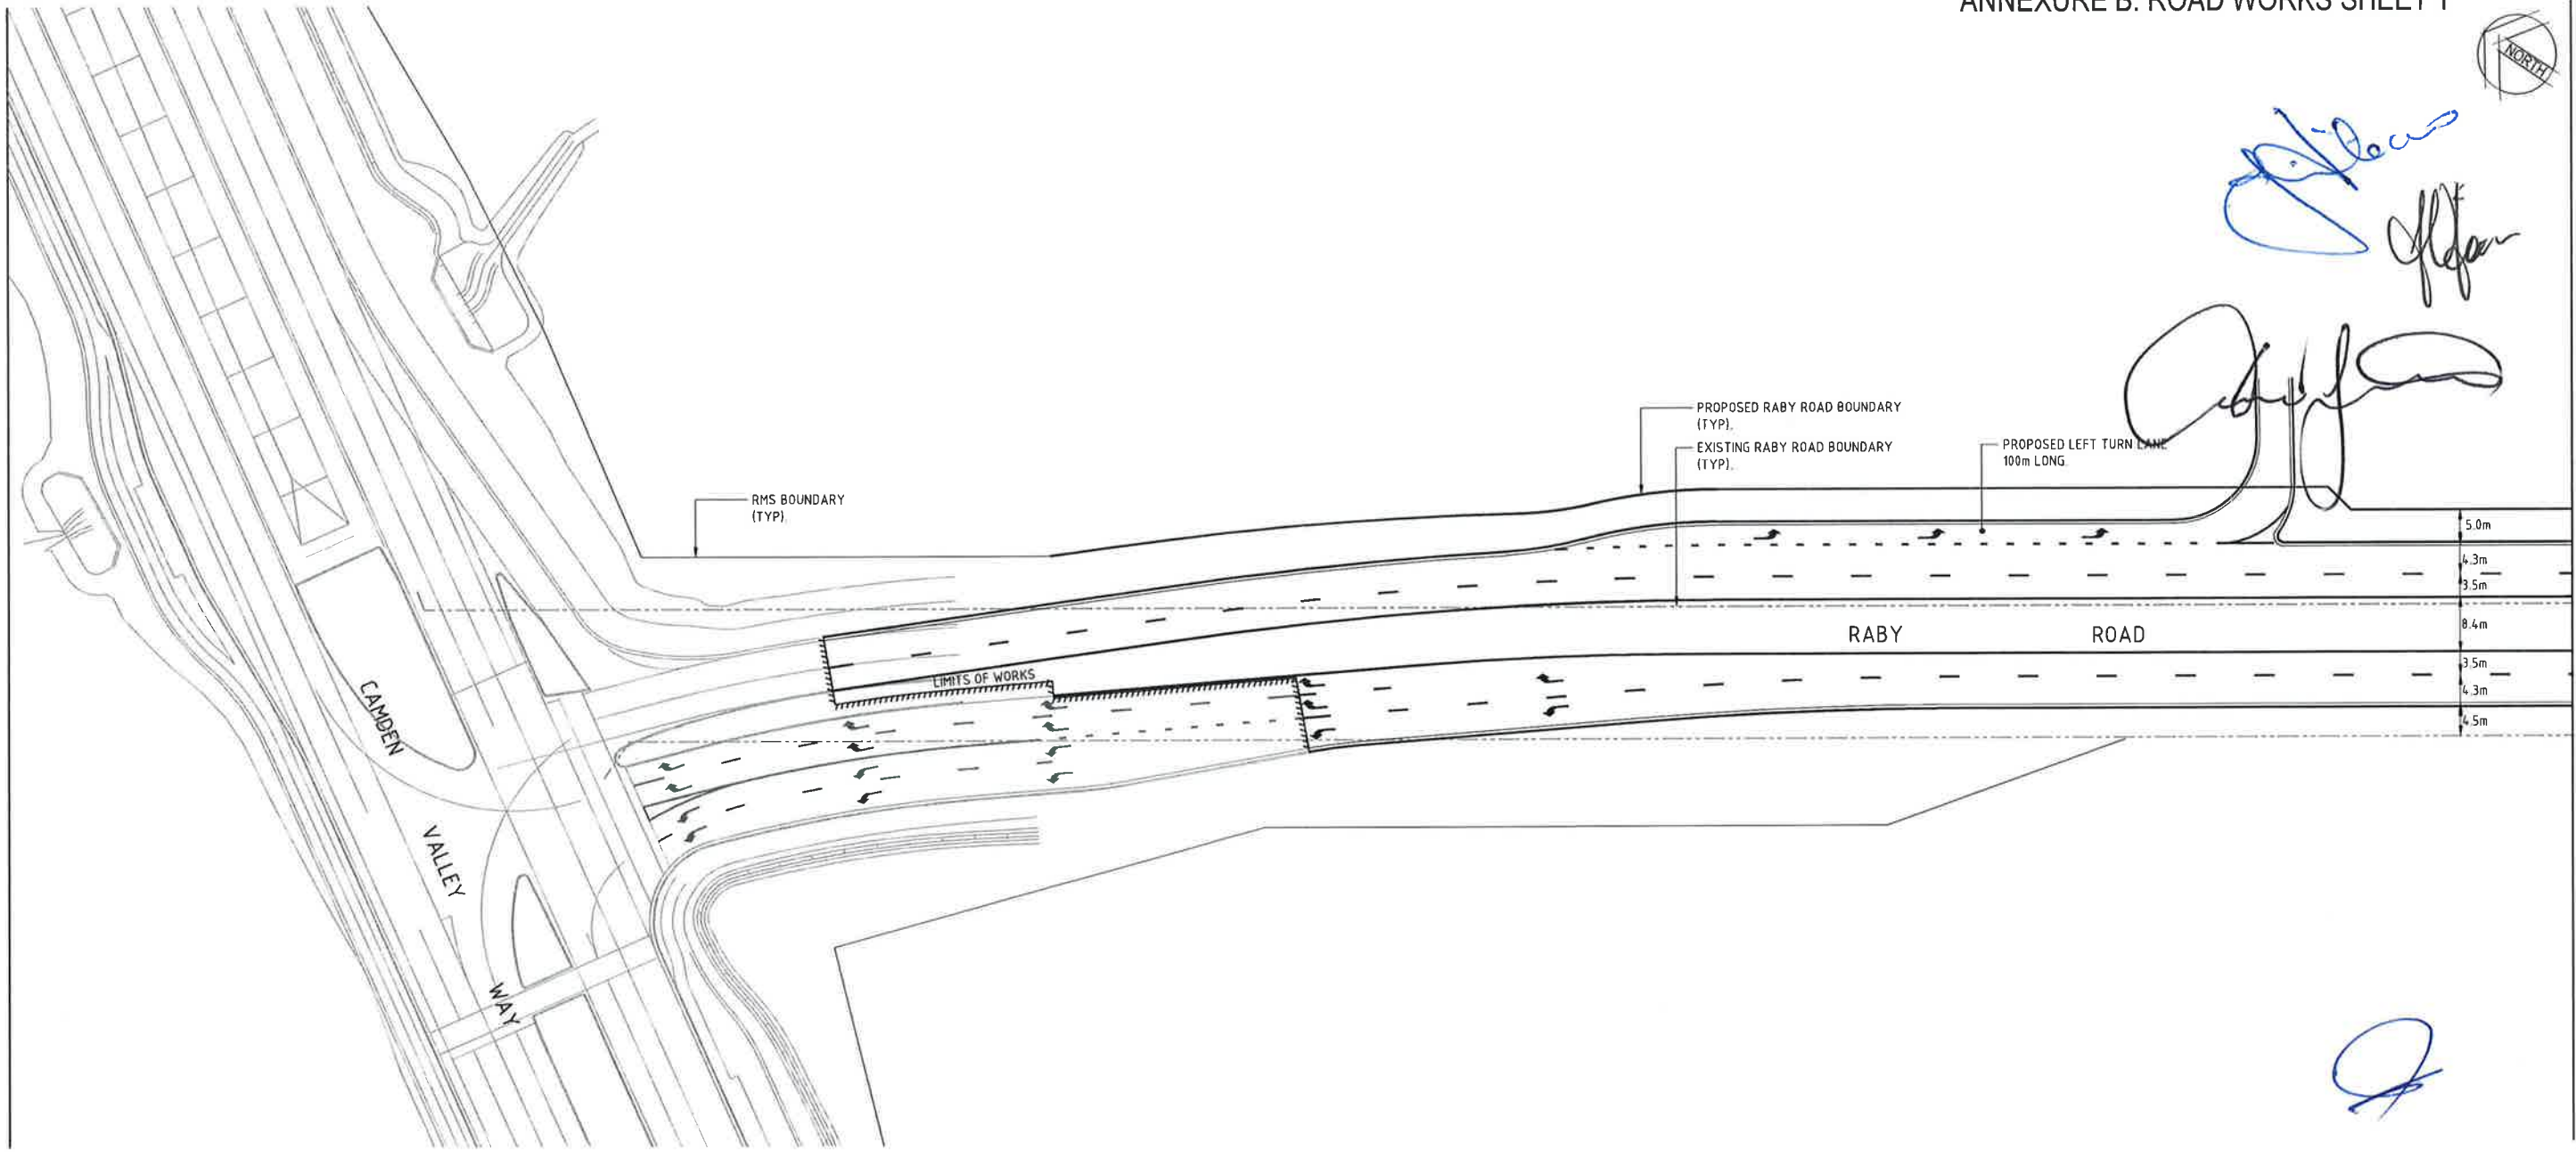 ANNEXURE B: ROAD WORKS SHEET 1
NORTH
PROPOSED RABY ROAD BOUNDARY
(TYP).
EXISTING RABY ROAD BOUNDARY
(TYP).
PROPOSED LEFT TURN LANE
100m LONG.
RMS BOUNDARY
(TYP).
5.0m
4.3m
3.5m
8.4m
RABY ROAD
3.5m
4.3m
4.5m
LIMITS OF WORKS
CAMDEN
VALLEY
WAY